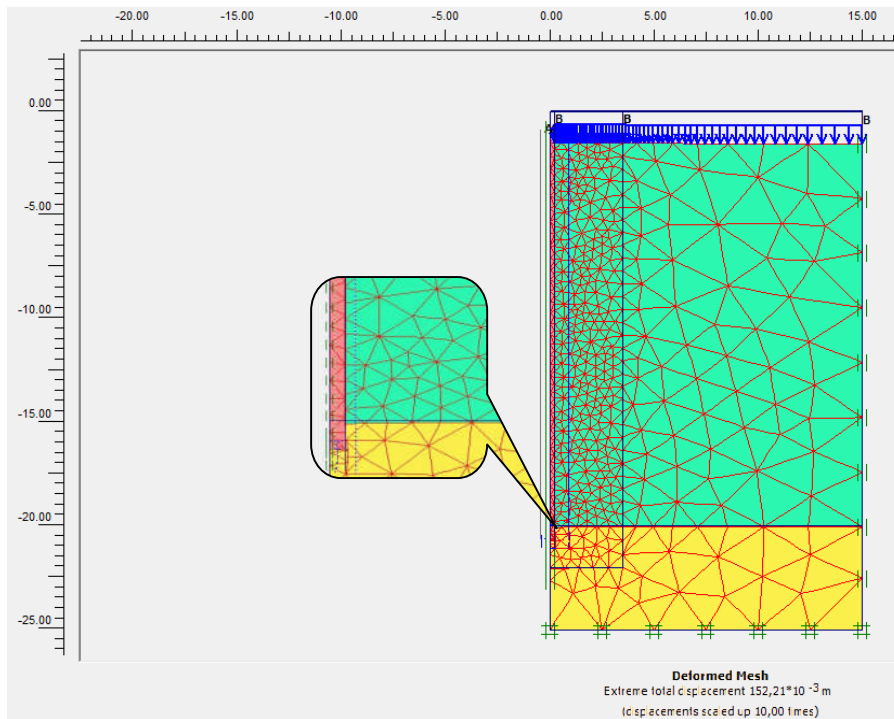 -20.00 -15.00 -10.00 -5.00 0.00 5.00 10.00 15.00
0.00
-5.00
-10.00
-15.00
-20.00
-25.00
A B B B
Deformed Mesh
Extreme total displacement 152,21*10 -3 m
(displacements scaled up 10,00 times)